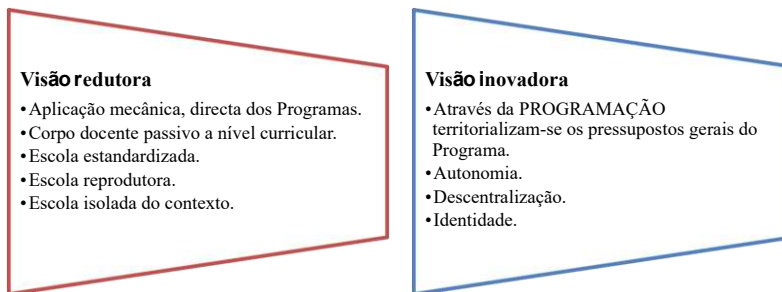 Visão redutora
•Aplicação mecânica, directa dos Programas.
•Corpo docente passivo a nível curricular.
•Escola estandardizada.
•Escola reprodutora.
•Escola isolada do contexto.
Visão inovadora
•Através da PROGRAMAÇÃO
territorializam-se os pressupostos gerais do
Programa.
•Autonomia.
•Descentralização.
•Identidade.